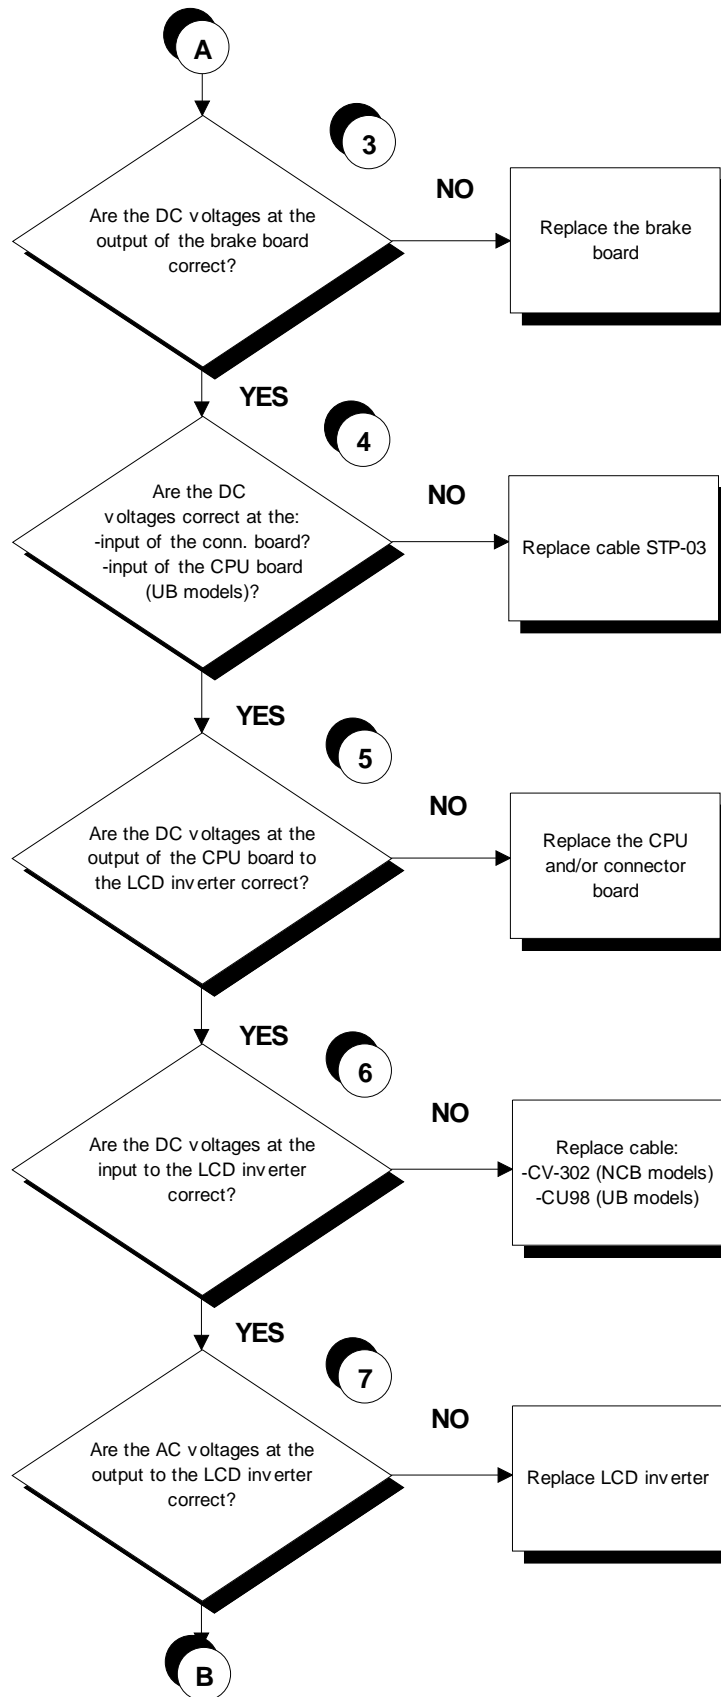 A
3
Are the DC voltages at the
output of the brake board
correct?
NO
Replace the brake
board
YES
4
Are the DC
voltages correct at the:
-input of the conn. board?
-input of the CPU board
(UB models)?
NO
Replace cable STP-03
YES
5
Are the DC voltages at the
output of the CPU board to
the LCD inverter correct?
NO
Replace the CPU
and/or connector
board
YES
6
Are the DC voltages at the
input to the LCD inverter
correct?
NO
Replace cable:
-CV-302 (NCB models)
-CU98 (UB models)
YES
7
Are the AC voltages at the
output to the LCD inverter
correct?
NO
Replace LCD inverter
B